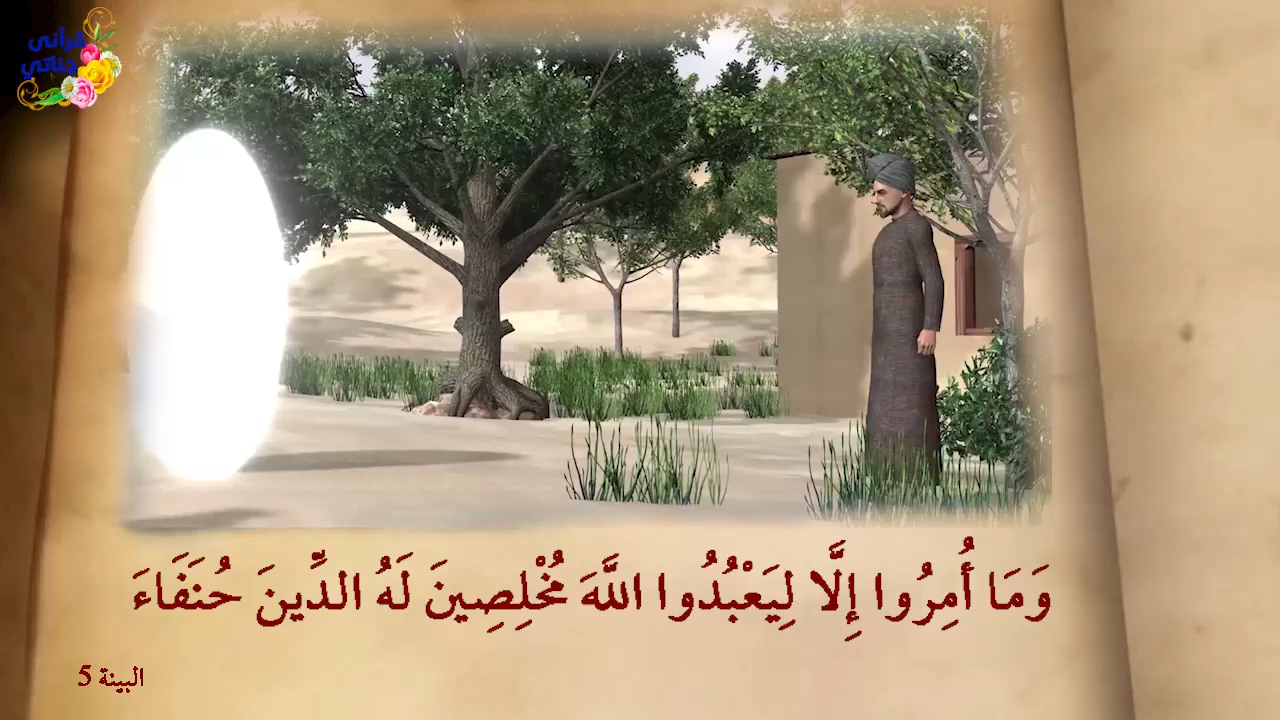 قرآني
جناتي
وَمَا أُمِرُوا إِلَّا لِيَعْبُدُوا اللَّهَ مُخْلِصِينَ لَهُ الدِّينَ حُنَفَاءَ
البينة 5